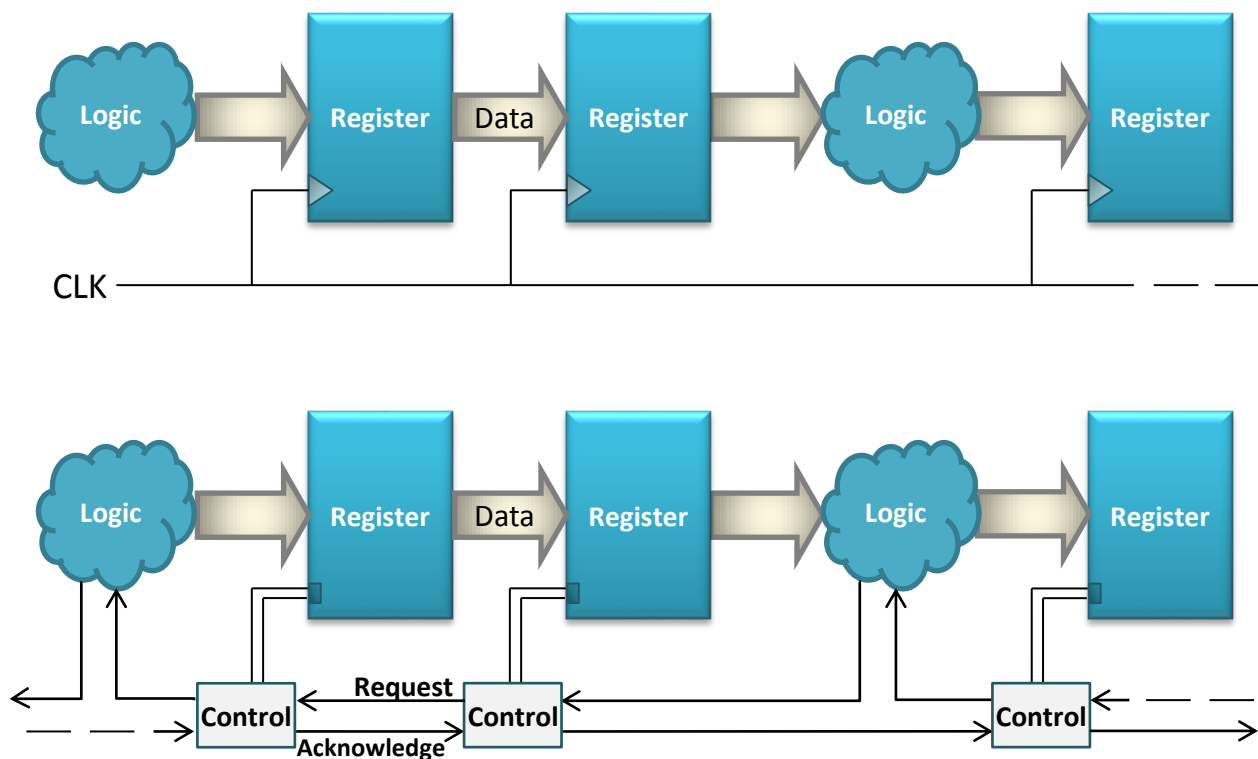 Logic
Register
Data
Register
Logic
Register
CLK
Logic
Register
Data
Register
Logic
Register
Request
Control
Control
Control
Acknowledge